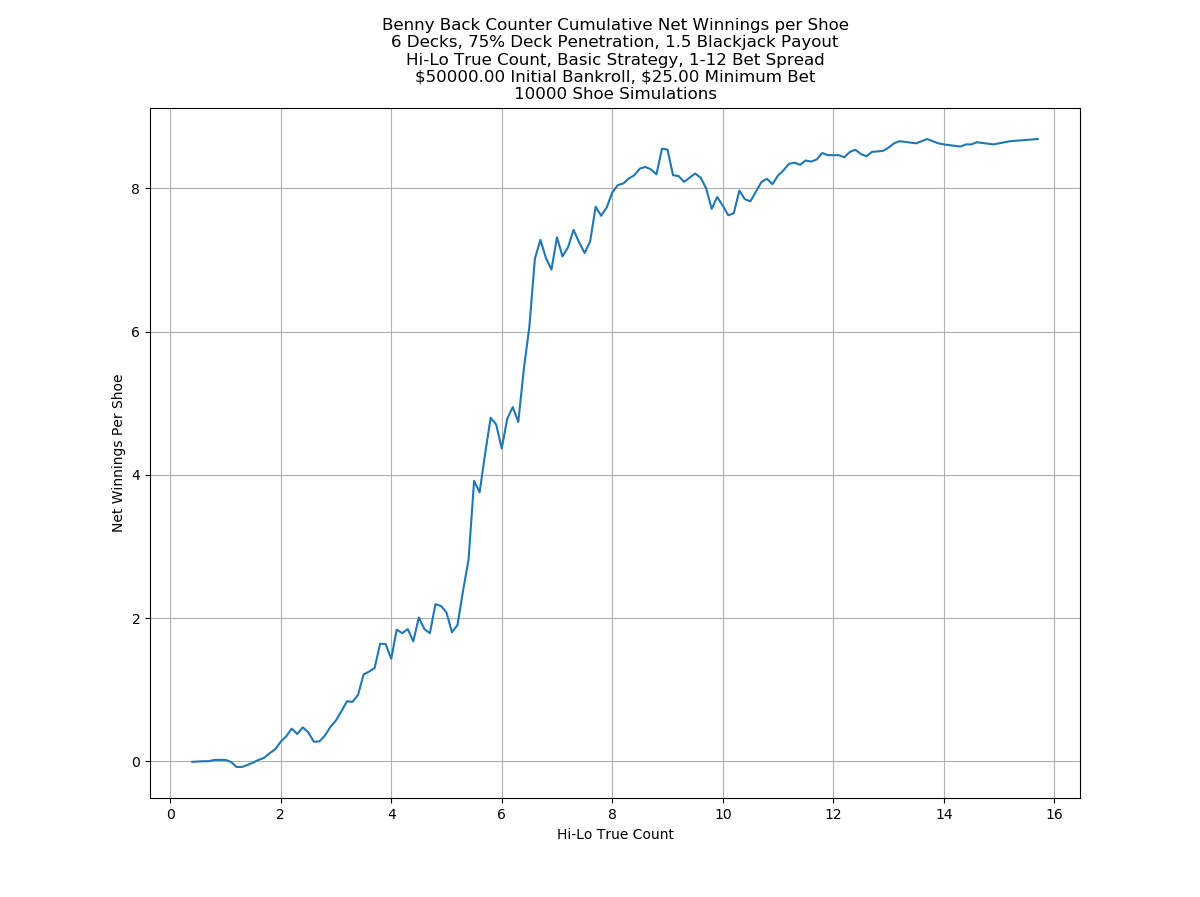 Benny Back Counter Cumulative Net Winnings per Shoe
6 Decks, 75% Deck Penetration, 1.5 Blackjack Payout
Hi-Lo True Count, Basic Strategy, 1-12 Bet Spread
$50000.00 Initial Bankroll, $25.00 Minimum Bet
10000 Shoe Simulations
Net Winnings Per Shoe
8
6
4
2
0
0 2 4 6 8 10 12 14 16
Hi-Lo True Count